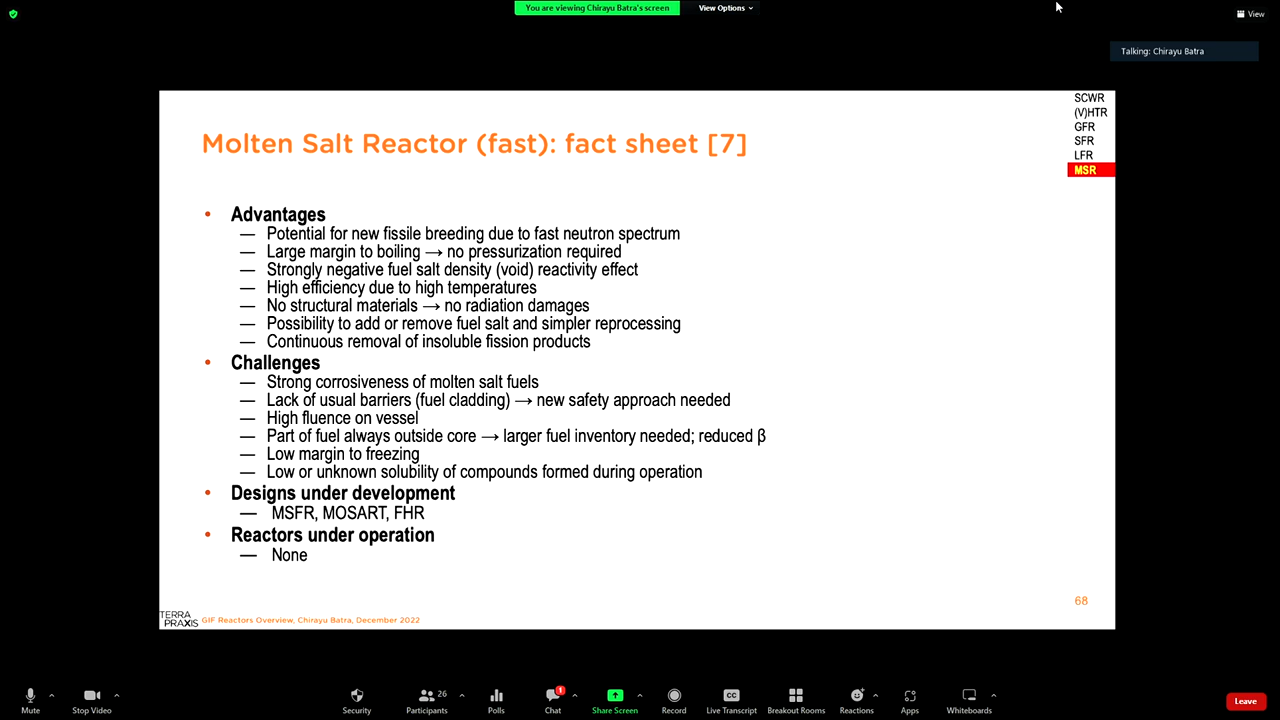 You are viewing Chirayu Batra's screen
View Options
View
Talking: Chirayu Batra
SCWR
(V)HTR
GFR
SFR
LFR
MSR
Molten Salt Reactor (fast): fact sheet [7]
• Advantages
— Potential for new fissile breeding due to fast neutron spectrum
— Large margin to boiling → no pressurization required
— Strongly negative fuel salt density (void) reactivity effect
— High efficiency due to high temperatures
— No structural materials → no radiation damages
— Possibility to add or remove fuel salt and simpler reprocessing
— Continuous removal of insoluble fission products
• Challenges
— Strong corrosiveness of molten salt fuels
— Lack of usual barriers (fuel cladding) → new safety approach needed
— High fluence on vessel
— Part of fuel always outside core → larger fuel inventory needed; reduced β
— Low margin to freezing
— Low or unknown solubility of compounds formed during operation
• Designs under development
— MSFR, MOSART, FHR
• Reactors under operation
— None
68
TERRA
PRAXIS
GIF Reactors Overview, Chirayu Batra, December 2022
Mute
Stop Video
Security
Participants
26
Polls
Chat
1
Share Screen
Record
CC
Live Transcript
Breakout Rooms
Reactions
Apps
Whiteboards
Leave